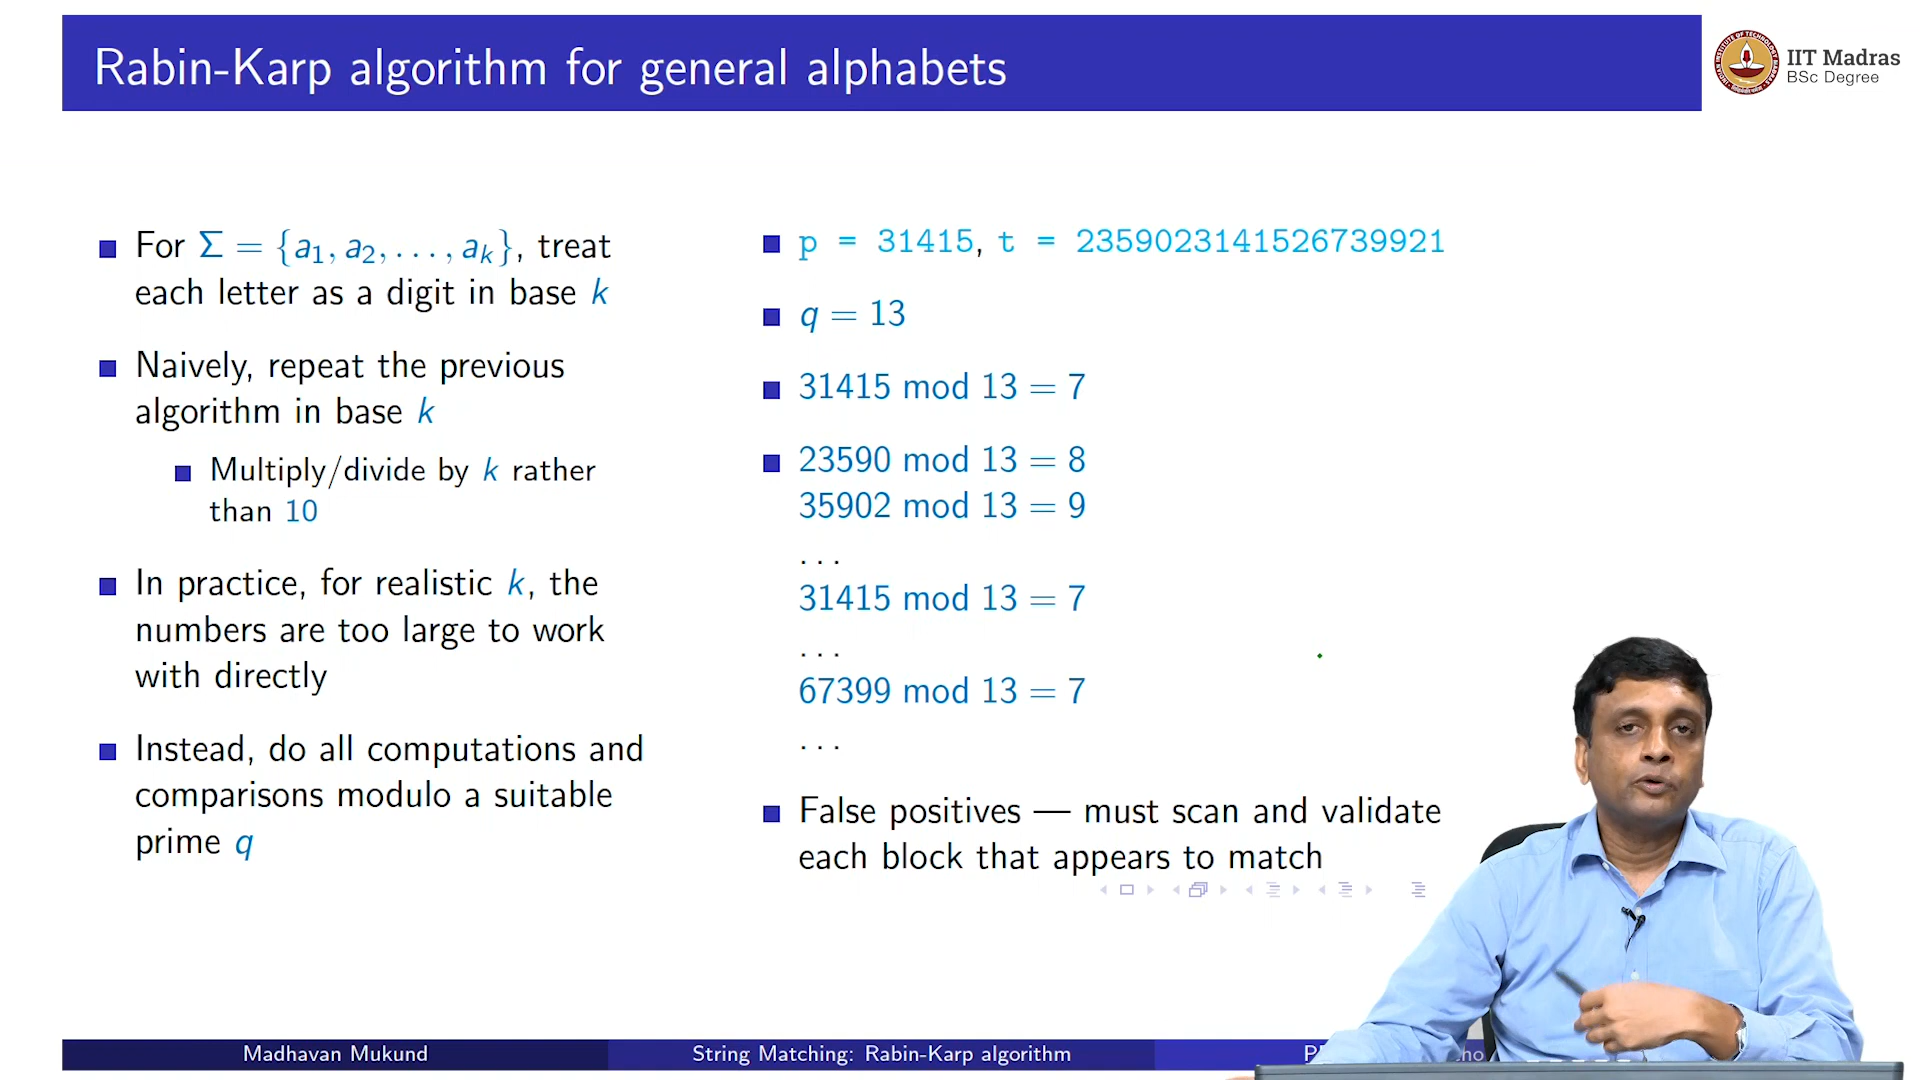 Rabin-Karp algorithm for general alphabets
IIT Madras
BSc Degree
For Σ = {a₁, a₂, . . . , aₖ}, treat
each letter as a digit in base k
Naively, repeat the previous
algorithm in base k
Multiply/divide by k rather
than 10
In practice, for realistic k, the
numbers are too large to work
with directly
Instead, do all computations and
comparisons modulo a suitable
prime q
p = 31415, t = 2359023141526739921
q = 13
31415 mod 13 = 7
23590 mod 13 = 8
35902 mod 13 = 9
. . .
31415 mod 13 = 7
. . .
67399 mod 13 = 7
. . .
False positives — must scan and validate
each block that appears to match
Madhavan Mukund
String Matching: Rabin-Karp algorithm